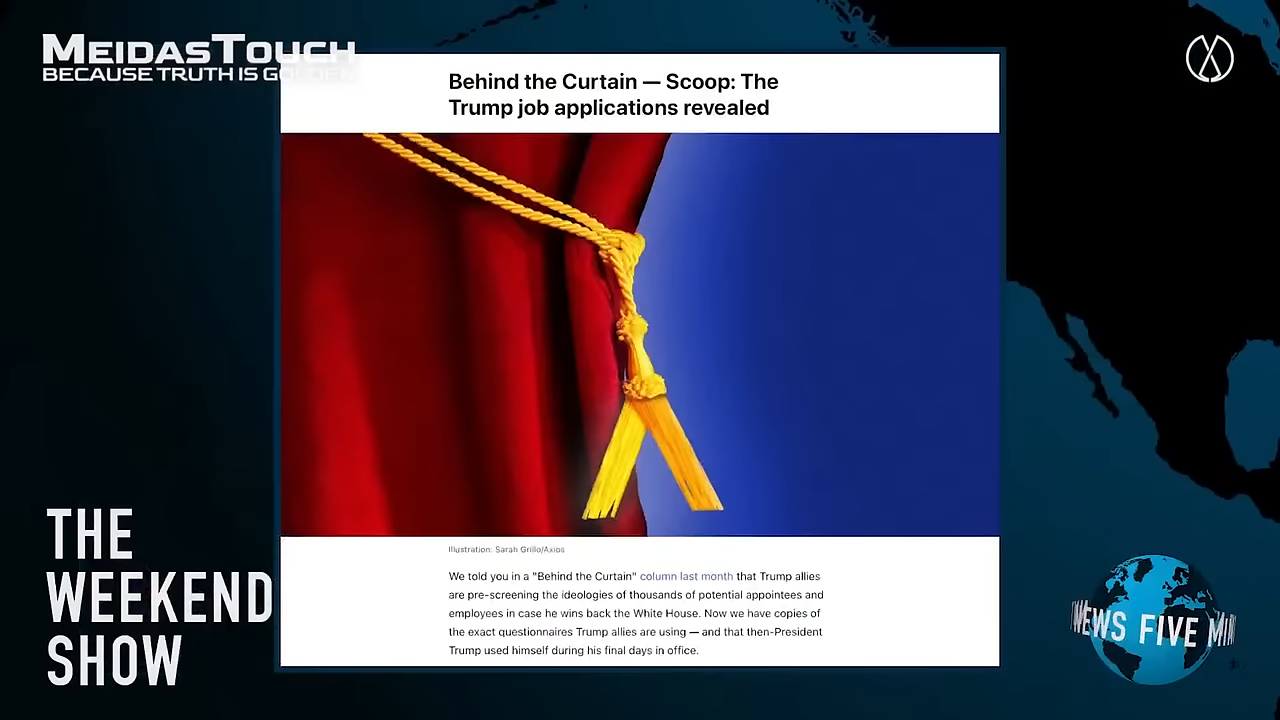 MEIDASTOUCH
BECAUSE TRUTH IS GOLDEN
Behind the Curtain — Scoop: The
Trump job applications revealed
Illustration: Sarah Grillo/Axios
We told you in a "Behind the Curtain" column last month that Trump allies
are pre-screening the ideologies of thousands of potential appointees and
employees in case he wins back the White House. Now we have copies of
the exact questionnaires Trump allies are using — and that then-President
Trump used himself during his final days in office.
THE
WEEKEND
SHOW
NEWS FIVE